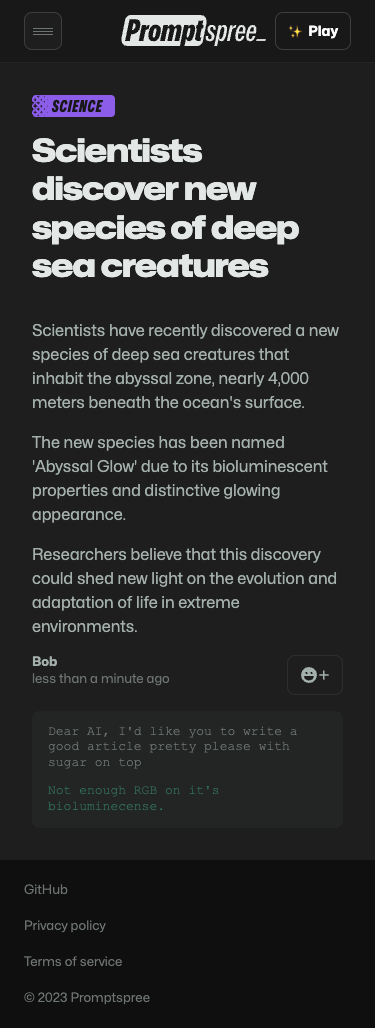 Promptspree_
✨ Play
SCIENCE
Scientists
discover new
species of deep
sea creatures
Scientists have recently discovered a new
species of deep sea creatures that
inhabit the abyssal zone, nearly 4,000
meters beneath the ocean's surface.
The new species has been named
'Abyssal Glow' due to its bioluminescent
properties and distinctive glowing
appearance.
Researchers believe that this discovery
could shed new light on the evolution and
adaptation of life in extreme
environments.
Bob
less than a minute ago
+
Dear AI, I'd like you to write a
good article pretty please with
sugar on top
Not enough RGB on it's
bioluminecense.
GitHub
Privacy policy
Terms of service
© 2023 Promptspree